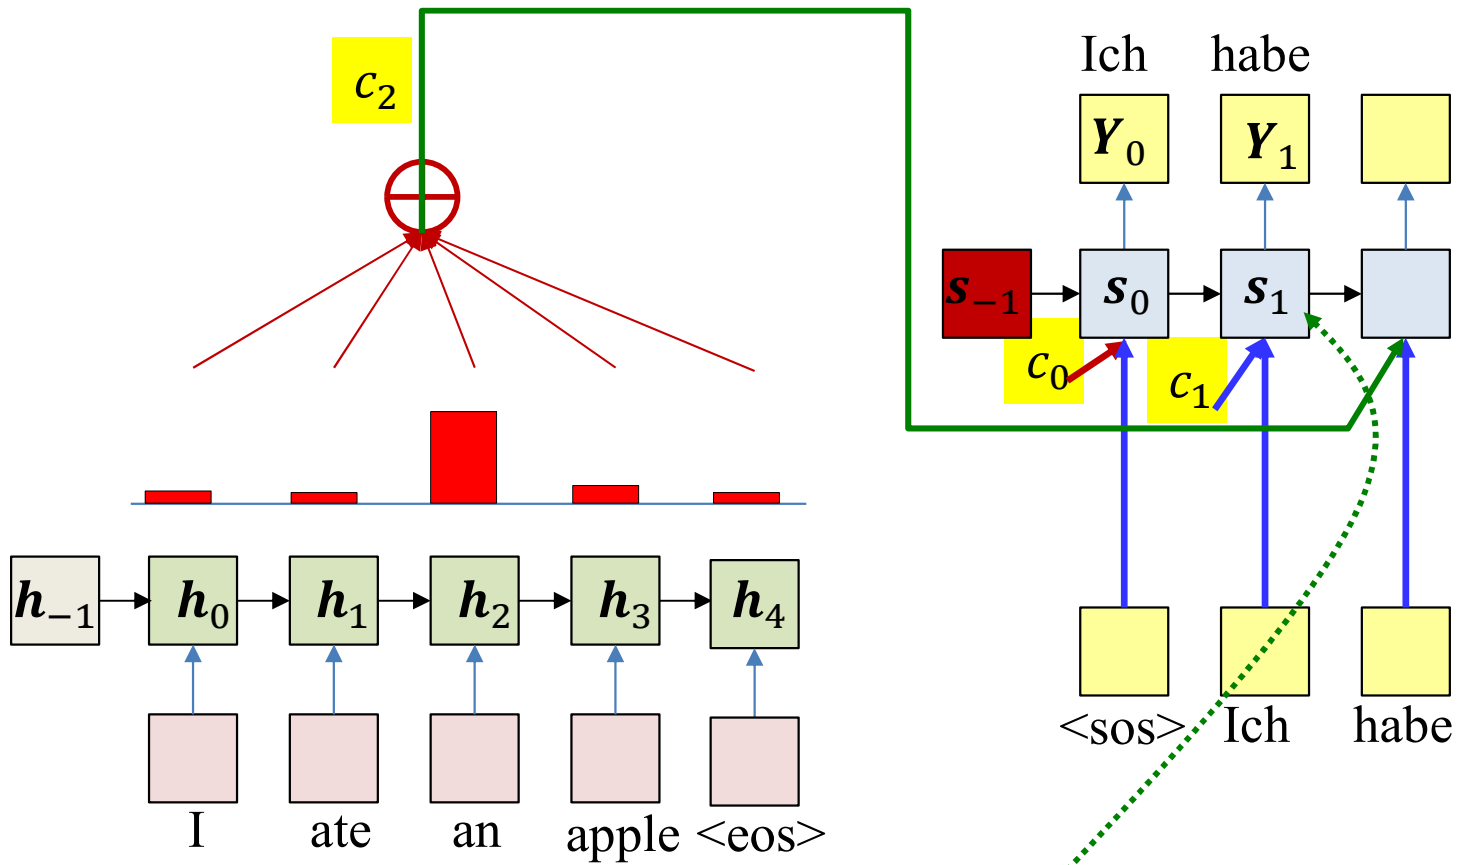 Ich habe
c₂
Y₀ Y₁
s₋₁ s₀ s₁
c₀ c₁
h₋₁ h₀ h₁ h₂ h₃ h₄
<sos> Ich habe
I ate an apple <eos>